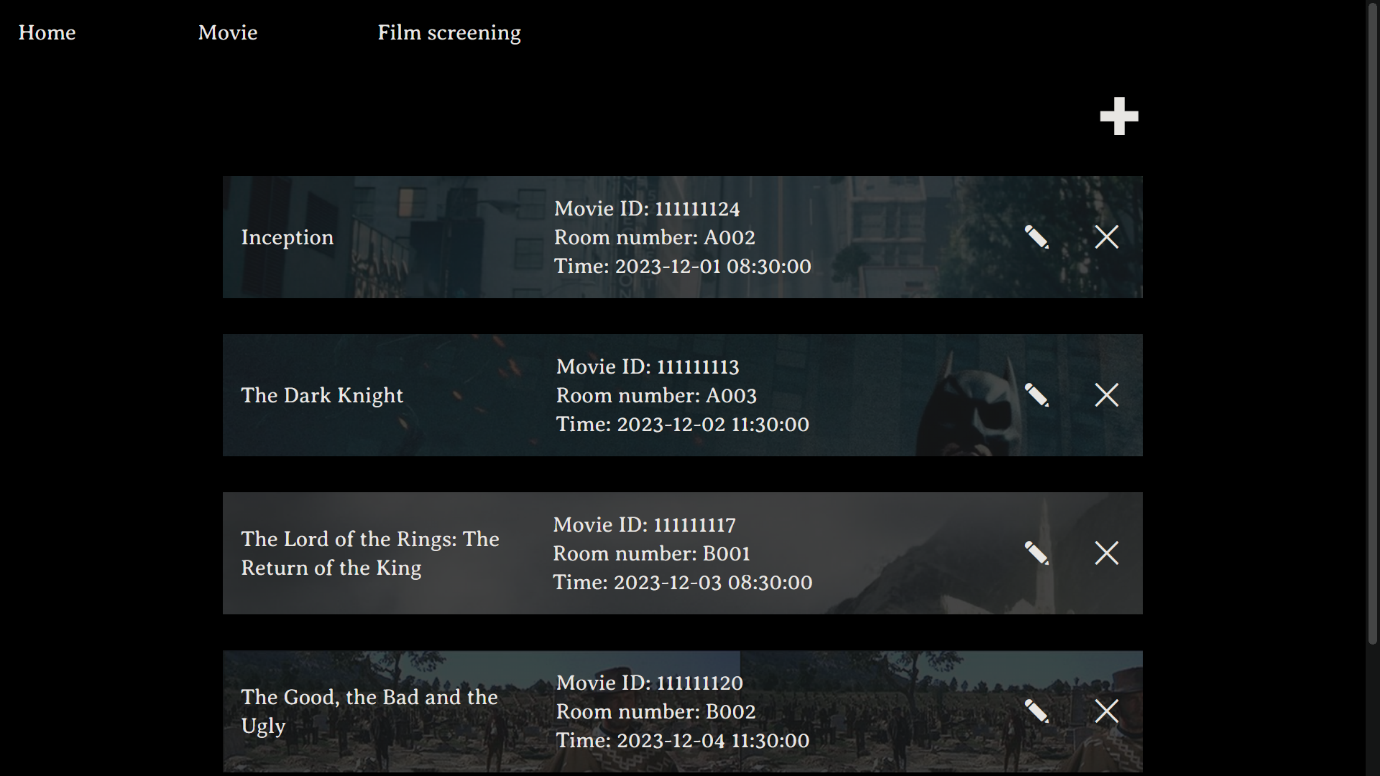 Home
Movie
Film screening
Inception
Movie ID: 111111124
Room number: A002
Time: 2023-12-01 08:30:00
The Dark Knight
Movie ID: 111111113
Room number: A003
Time: 2023-12-02 11:30:00
The Lord of the Rings: The
Return of the King
Movie ID: 111111117
Room number: B001
Time: 2023-12-03 08:30:00
The Good, the Bad and the
Ugly
Movie ID: 111111120
Room number: B002
Time: 2023-12-04 11:30:00